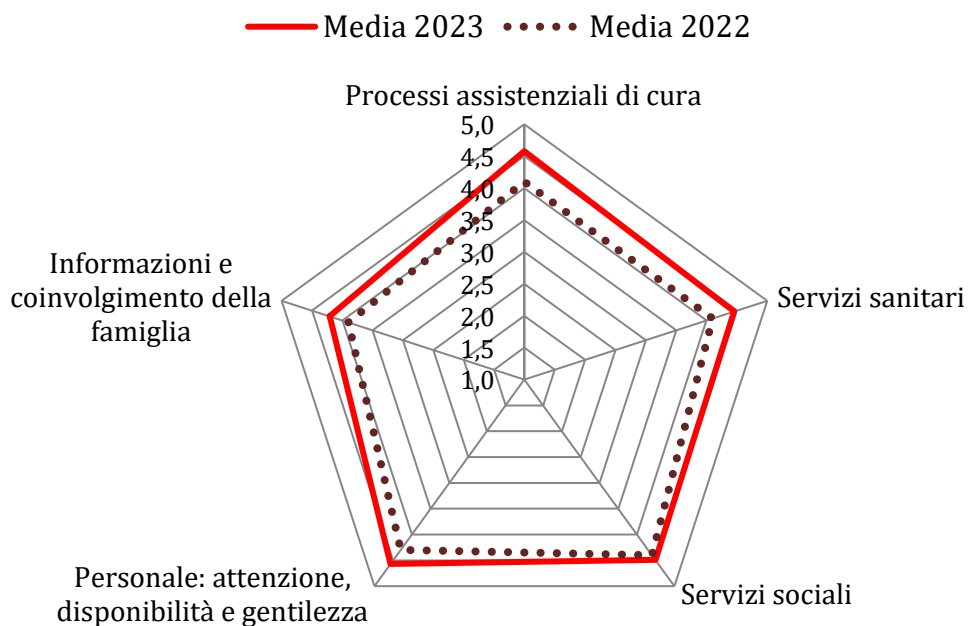 Media 2023 Media 2022
Processi assistenziali di cura
5,0
4,5
4,0
3,5
3,0
2,5
2,0
1,5
1,0
Servizi sanitari
Servizi sociali
Personale: attenzione,
disponibilità e gentilezza
Informazioni e
coinvolgimento della
famiglia